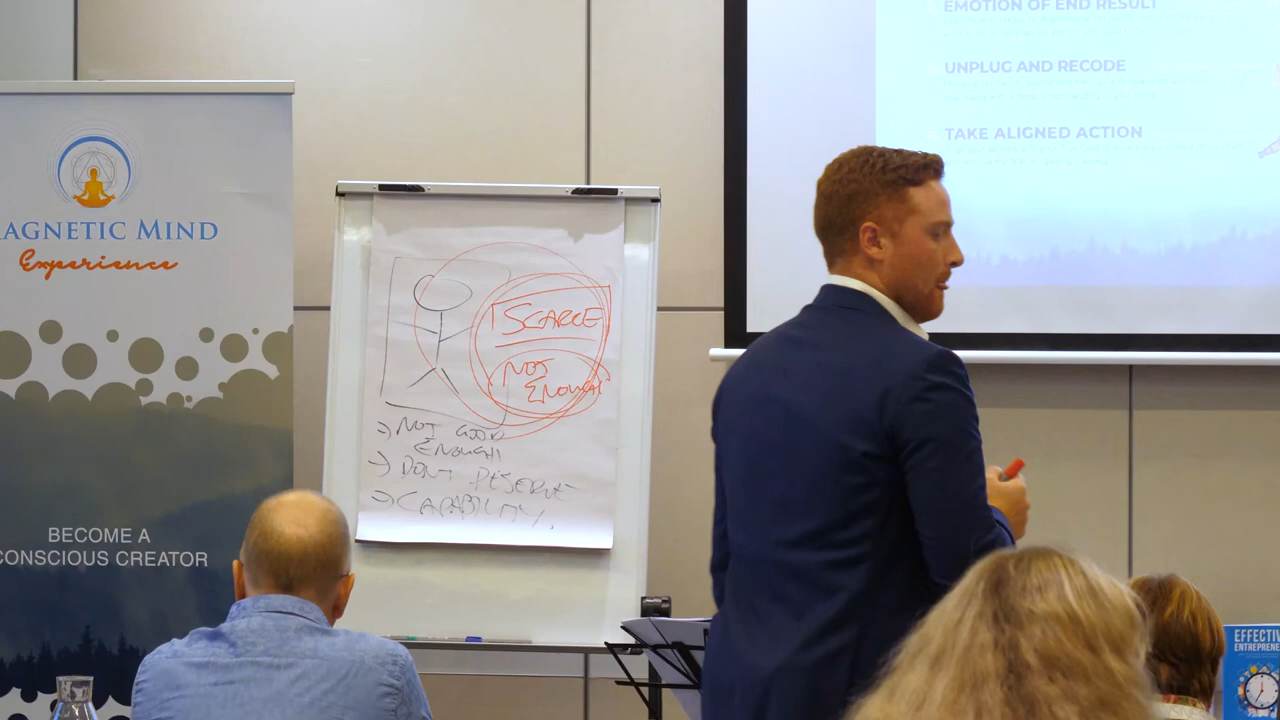 AGNETIC MIND
Experience
BECOME A
CONSCIOUS CREATOR
SCARCE
NOT
ENOUGH
→ NOT GOOD
ENOUGH
→ DON'T DESERVE
→ CAPABILITY.
EMOTION OF END RESULT
UNPLUG AND RECODE
TAKE ALIGNED ACTION
EFFECTIV
ENTREPRENE